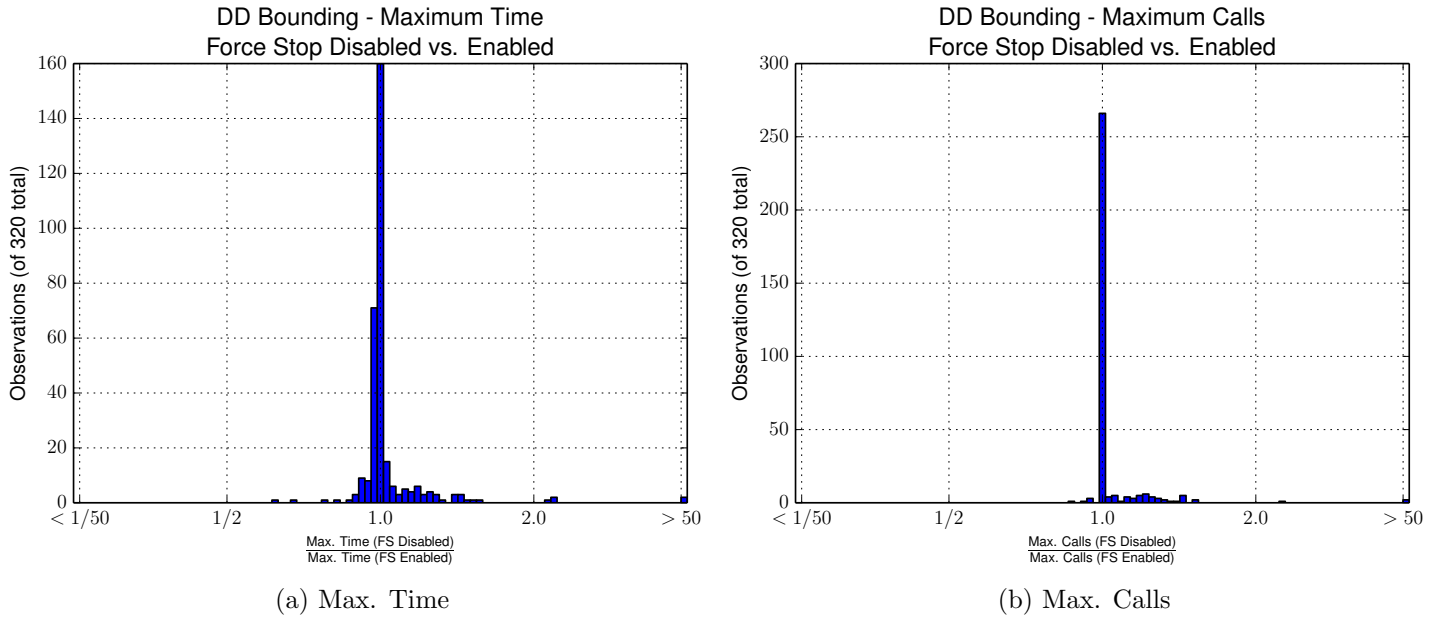 DD Bounding - Maximum Time
Force Stop Disabled vs. Enabled
Observations (of 320 total)
160
140
120
100
80
60
40
20
0
< 1/50
1/2
1.0
2.0
> 50
Max. Time (FS Disabled)
Max. Time (FS Enabled)
(a) Max. Time
DD Bounding - Maximum Calls
Force Stop Disabled vs. Enabled
Observations (of 320 total)
300
250
200
150
100
50
0
< 1/50
1/2
1.0
2.0
> 50
Max. Calls (FS Disabled)
Max. Calls (FS Enabled)
(b) Max. Calls